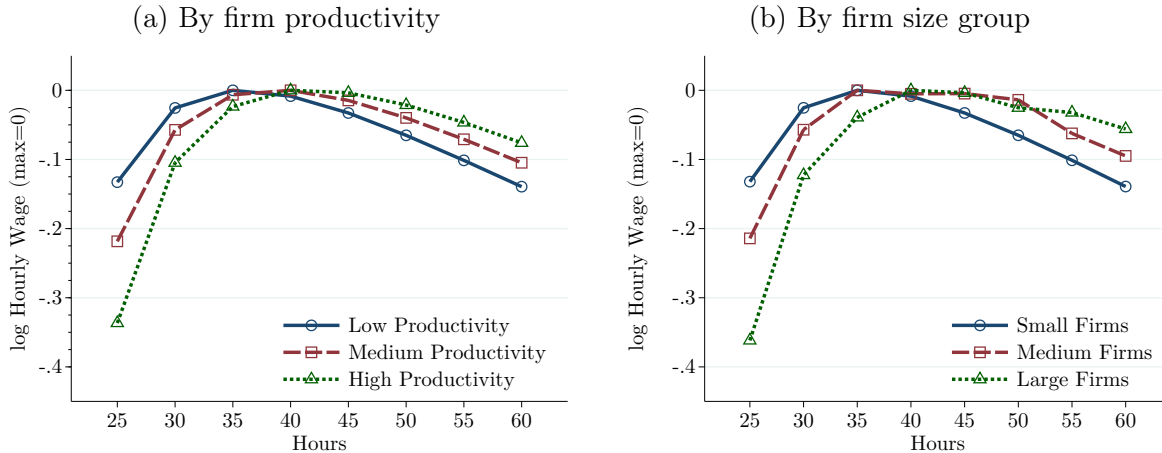 (a) By firm productivity
log Hourly Wage (max=0)
0
-.1
-.2
-.3
-.4
Low Productivity
Medium Productivity
High Productivity
25 30 35 40 45 50 55 60
Hours
(b) By firm size group
log Hourly Wage (max=0)
0
-.1
-.2
-.3
-.4
Small Firms
Medium Firms
Large Firms
25 30 35 40 45 50 55 60
Hours